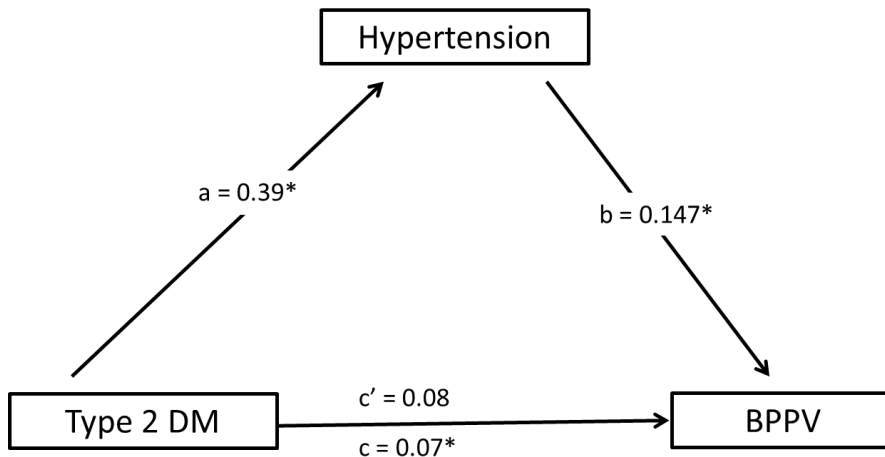 Hypertension
a = 0.39*
b = 0.147*
c’ = 0.08
Type 2 DM
BPPV
c = 0.07*